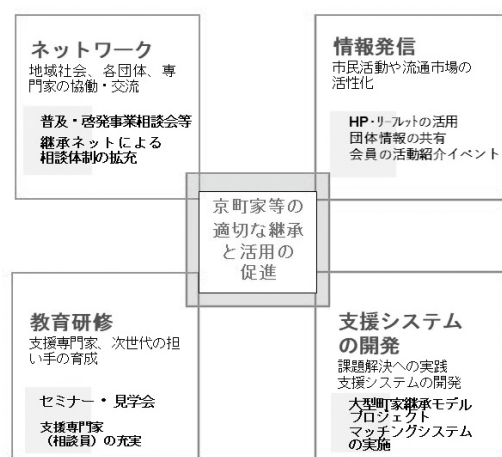 ネットワーク
地域社会、各団体、専
門家の協働・交流
普及・啓発事業相談会等
継承ネットによる
相談体制の拡充
情報発信
市民活動や流通市場の
活性化
HP・リーフレットの活用
団体情報の共有
会員の活動紹介イベント
京町家等の
適切な継承
と活用の
促進
教育研修
支援専門家、次世代の担
い手の育成
セミナー・見学会
支援専門家
（相談員）の充実
支援システム
の開発
課題解決への実践
支援システムの開発
大型町家継承モデル
プロジェクト
マッチングシステム
の実施